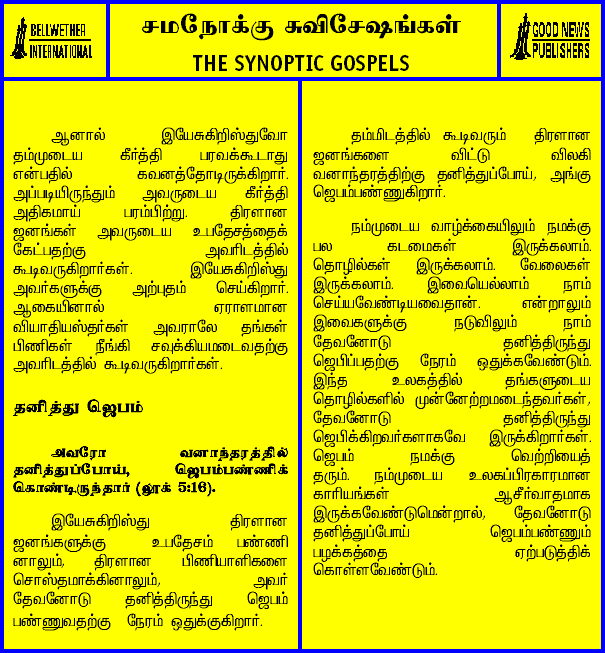 BELLWETHER
INTERNATIONAL
சமநோக்கு சுவிசேஷங்கள்
THE SYNOPTIC GOSPELS
GOOD NEWS
PUBLISHERS
ஆனால் இயேசுகிறிஸ்துவோ
தம்முடைய கீர்த்தி பரவக்கூடாது
என்பதில் கவனத்தோடிருக்கிறார்.
அப்படியிருந்தும் அவருடைய கீர்த்தி
அதிகமாய் பரம்பிற்று. திரளான
ஜனங்கள் அவருடைய உபதேசத்தைக்
கேட்பதற்கு அவரிடத்தில்
கூடிவருகிறார்கள். இயேசுகிறிஸ்து
அவர்களுக்கு அற்புதம் செய்கிறார்.
ஆகையினால் ஏராளமான
வியாதியஸ்தர்கள் அவராலே தங்கள்
பிணிகள் நீங்கி சவுக்கியமடைவதற்கு
அவரிடத்தில் கூடிவருகிறார்கள்.
தனித்து ஜெபம்
அவரோ வனாந்தரத்தில்
தனித்துப்போய், ஜெபம்பண்ணிக்
கொண்டிருந்தார் (லூக் 5:16).
இயேசுகிறிஸ்து திரளான
ஜனங்களுக்கு உபதேசம் பண்ணி
னாலும், திரளான பிணியாளிகளை
சொஸ்தமாக்கினாலும், அவர்
தேவனோடு தனித்திருந்து ஜெபம்
பண்ணுவதற்கு நேரம் ஒதுக்குகிறார்.
தம்மிடத்தில் கூடிவரும் திரளான
ஜனங்களை விட்டு விலகி
வனாந்தரத்திற்கு தனித்துப்போய், அங்கு
ஜெபம்பண்ணுகிறார்.
நம்முடைய வாழ்க்கையிலும் நமக்கு
பல கடமைகள் இருக்கலாம்.
தொழில்கள் இருக்கலாம். வேலைகள்
இருக்கலாம். இவையெல்லாம் நாம்
செய்யவேண்டியவைதான். என்றாலும்
இவைகளுக்கு நடுவிலும் நாம்
தேவனோடு தனித்திருந்து
ஜெபிப்பதற்கு நேரம் ஒதுக்கவேண்டும்.
இந்த உலகத்தில் தங்களுடைய
தொழில்களில் முன்னேற்றமடைந்தவர்கள்,
தேவனோடு தனித்திருந்து
ஜெபிக்கிறவர்களாகவே இருக்கிறார்கள்.
ஜெபம் நமக்கு வெற்றியைத்
தரும். நம்முடைய உலகப்பிரகாரமான
காரியங்கள் ஆசீர்வாதமாக
இருக்கவேண்டுமென்றால், தேவனோடு
தனித்துப்போய் ஜெபம்பண்ணும்
பழக்கத்தை ஏற்படுத்திக்
கொள்ளவேண்டும்.